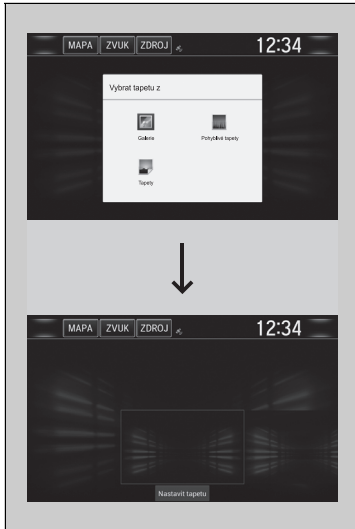 MAPA ZVUK ZDROJ 12:34
Vybrat tapetu z
Galerie Pohyblivé tapety
Tapety
MAPA ZVUK ZDROJ 12:34
Nastavit tapetu